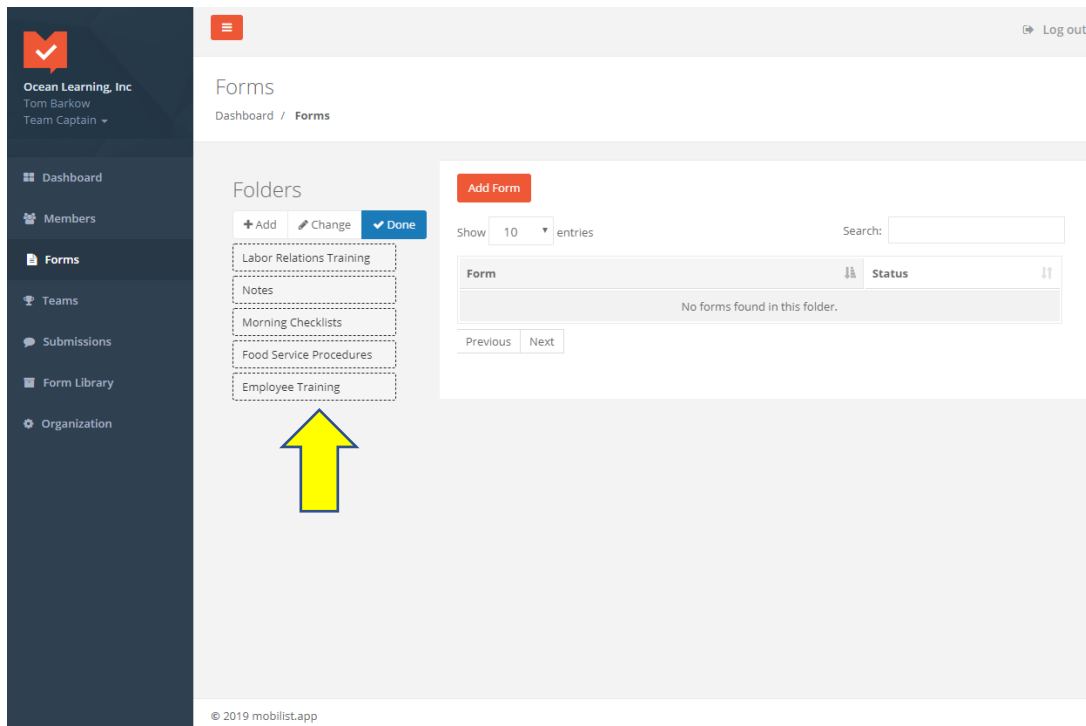 Log out
Ocean Learning, Inc
Tom Barkow
Team Captain
Forms
Dashboard / Forms
Dashboard
Members
Forms
Teams
Submissions
Form Library
Organization
Folders
Add Change Done
Labor Relations Training
Notes
Morning Checklists
Food Service Procedures
Employee Training
Add Form
Show 10 entries Search:
Form Status
No forms found in this folder.
Previous Next
© 2019 mobilist.app